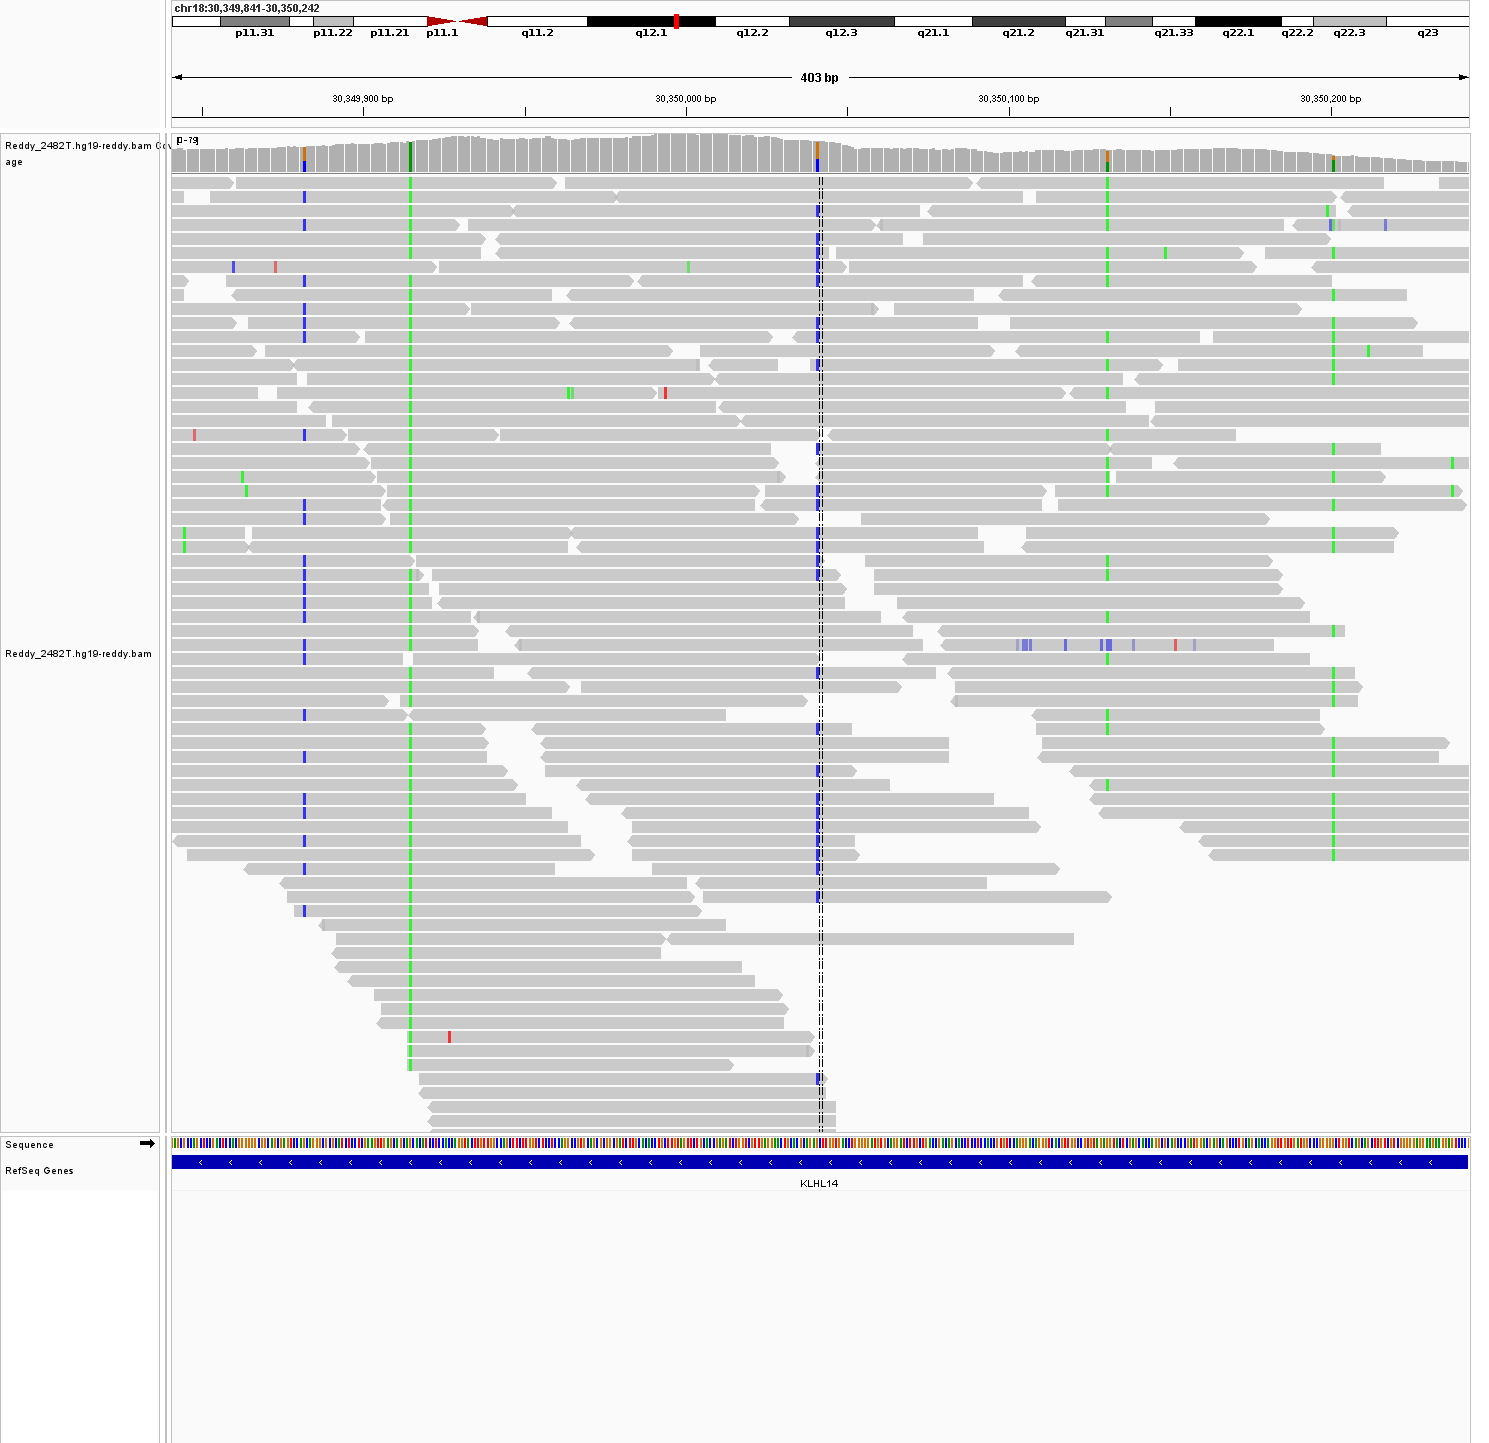 chr18:30,349,841-30,350,242
p11.31 p11.22 p11.21 p11.1 q11.2 q12.1 q12.2 q12.3 q21.1 q21.2 q21.31 q21.33 q22.1 q22.2 q22.3 q23
403 bp
30,349,900 bp 30,350,000 bp 30,350,100 bp 30,350,200 bp
[0-79]
Reddy_2482T.hg19-reddy.bam Cov
age
Reddy_2482T.hg19-reddy.bam
Sequence
RefSeq Genes
KLHL14